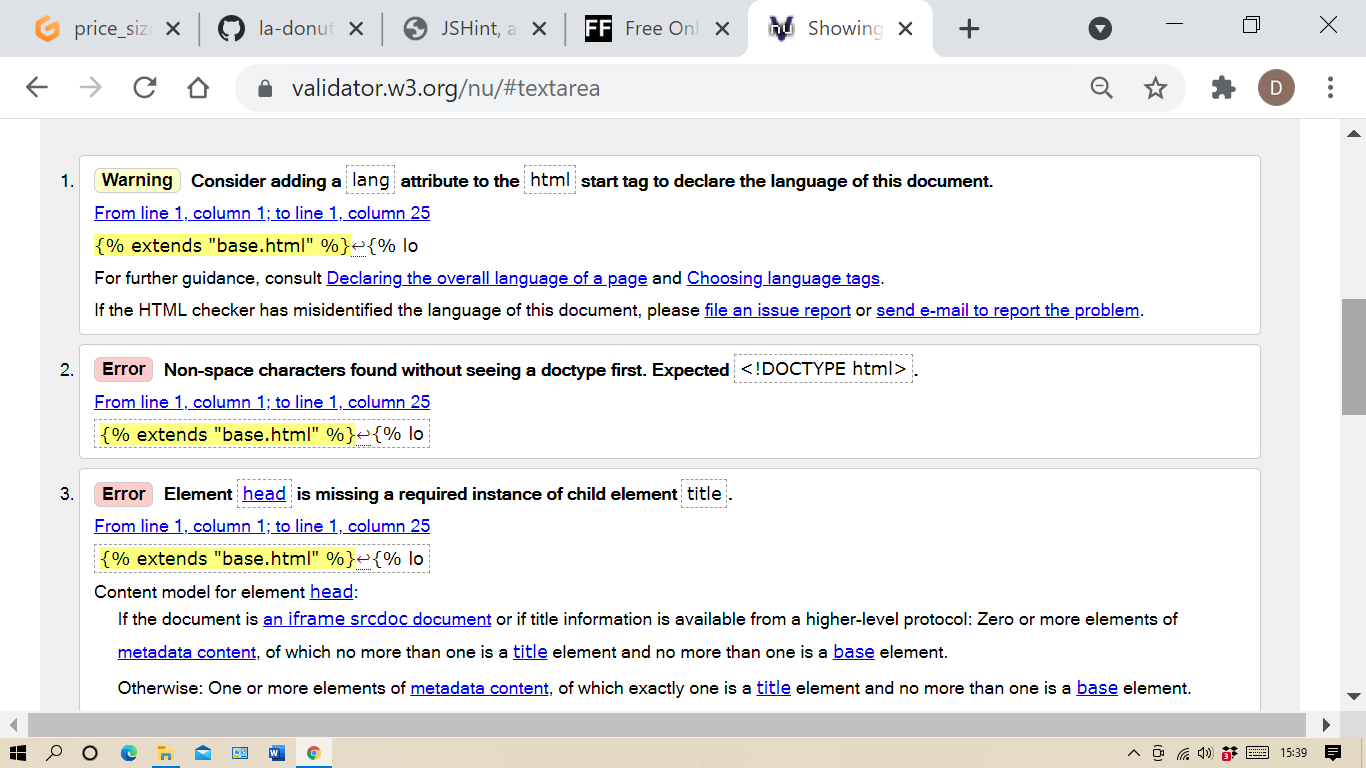 price_siz
la-donut
JSHint, a
FF Free Onl
nu Showing
validator.w3.org/nu/#textarea
D
1. Warning Consider adding a lang attribute to the html start tag to declare the language of this document.
From line 1, column 1; to line 1, column 25
{% extends "base.html" %}↩{% lo
For further guidance, consult Declaring the overall language of a page and Choosing language tags.
If the HTML checker has misidentified the language of this document, please file an issue report or send e-mail to report the problem.
2. Error Non-space characters found without seeing a doctype first. Expected <!DOCTYPE html>.
From line 1, column 1; to line 1, column 25
{% extends "base.html" %}↩{% lo
3. Error Element head is missing a required instance of child element title.
From line 1, column 1; to line 1, column 25
{% extends "base.html" %}↩{% lo
Content model for element head:
If the document is an iframe srcdoc document or if title information is available from a higher-level protocol: Zero or more elements of
metadata content, of which no more than one is a title element and no more than one is a base element.
Otherwise: One or more elements of metadata content, of which exactly one is a title element and no more than one is a base element.
3
15:39